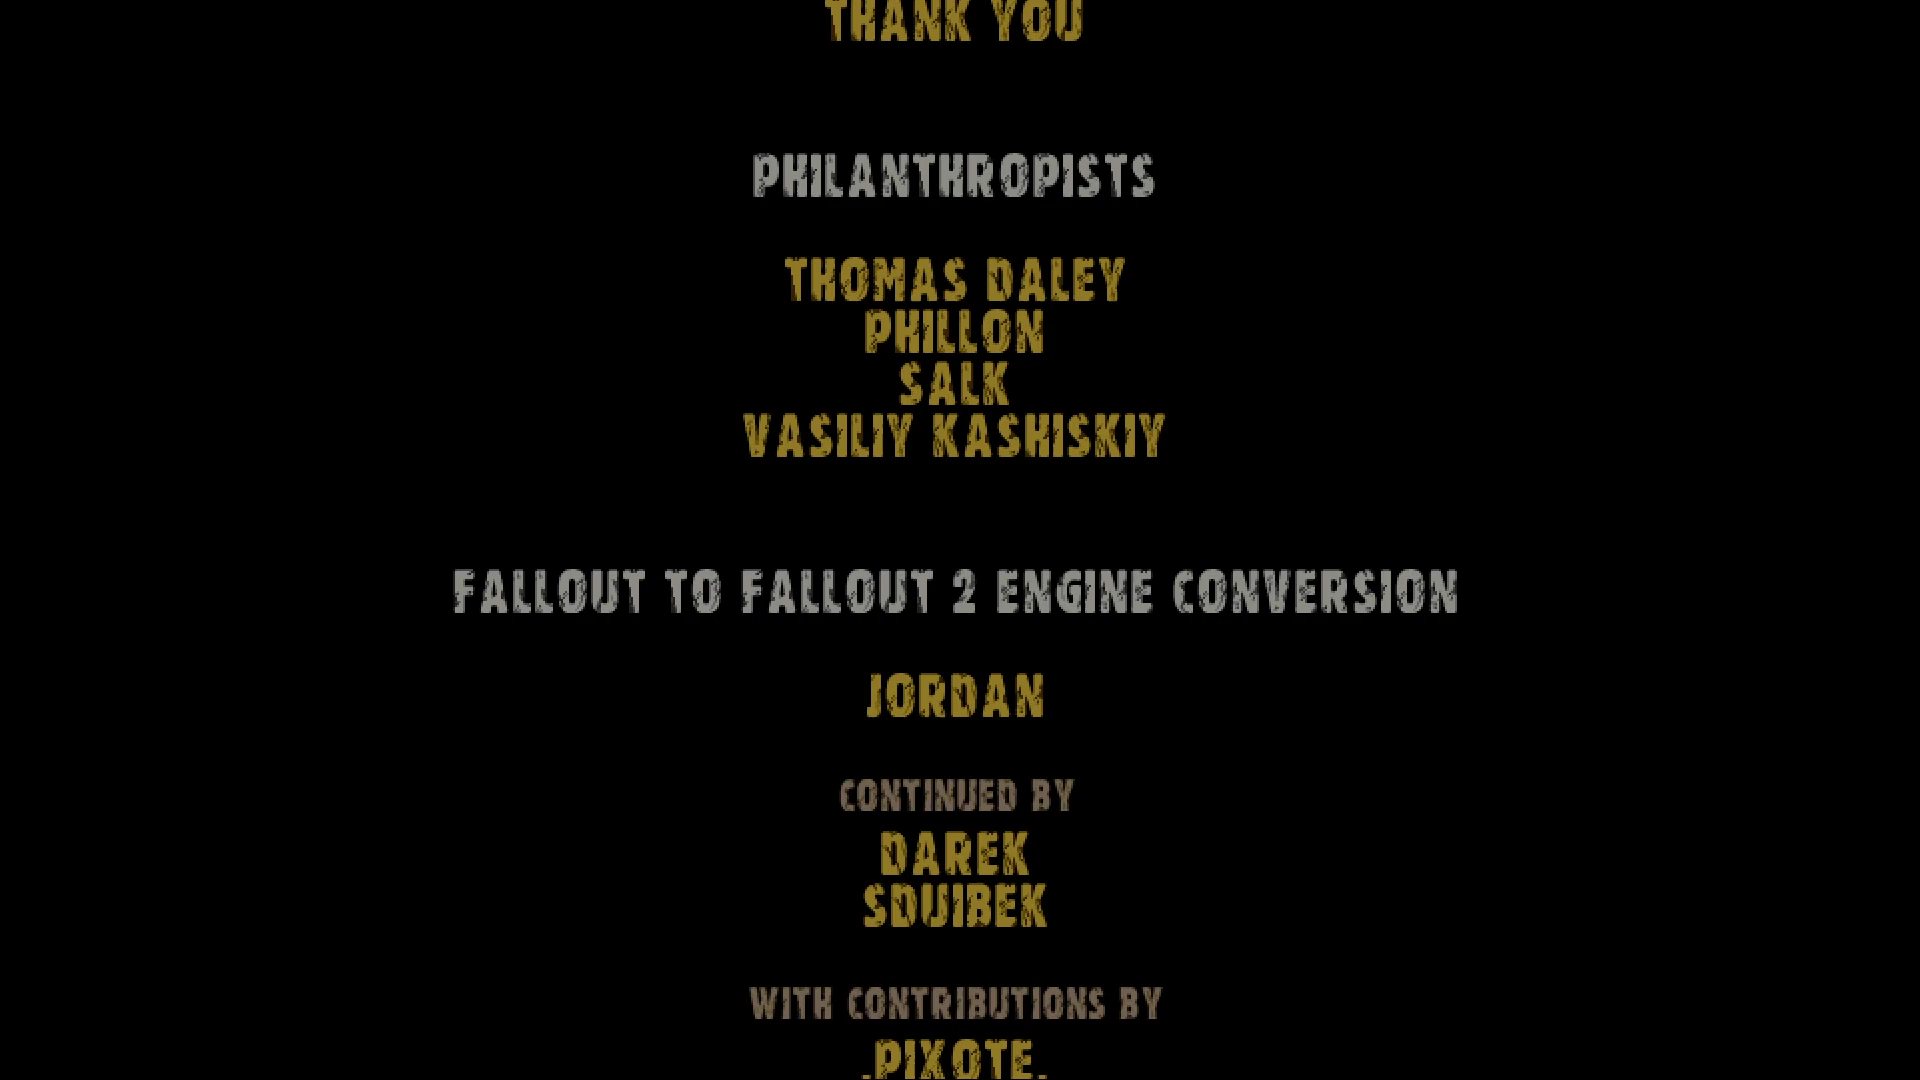 THANK YOU
PHILANTHROPISTS
THOMAS DALEY
PHILLON
SALK
VASILIY KASHISKIY
FALLOUT TO FALLOUT 2 ENGINE CONVERSION
JORDAN
CONTINUED BY
DAREK
SDUIBEK
WITH CONTRIBUTIONS BY
.PIXOTE.